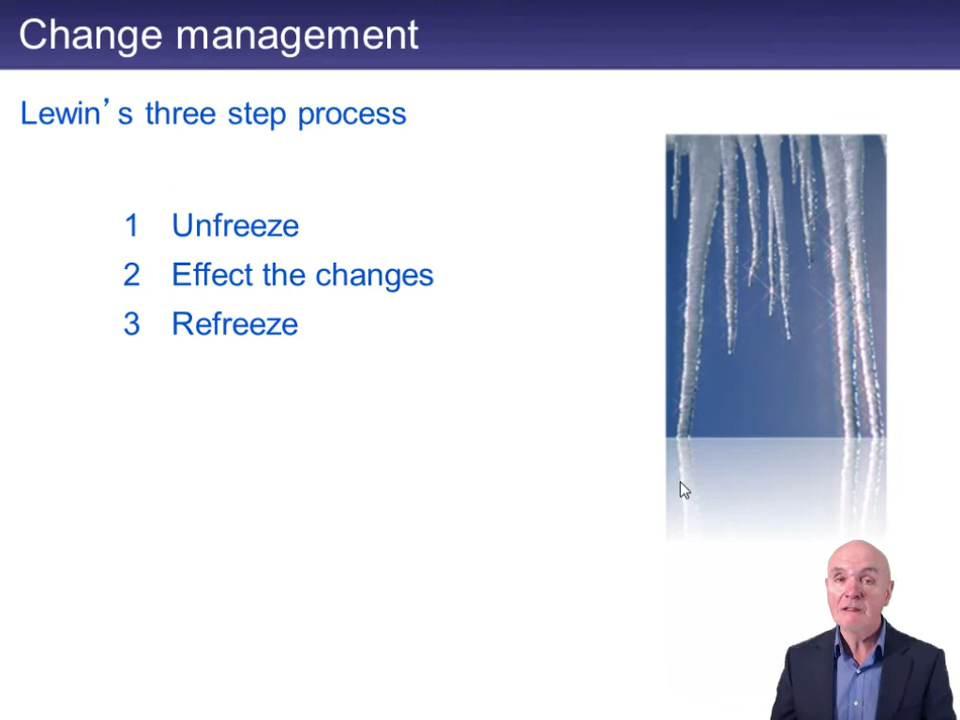 Change management
Lewin’s three step process
1 Unfreeze
2 Effect the changes
3 Refreeze